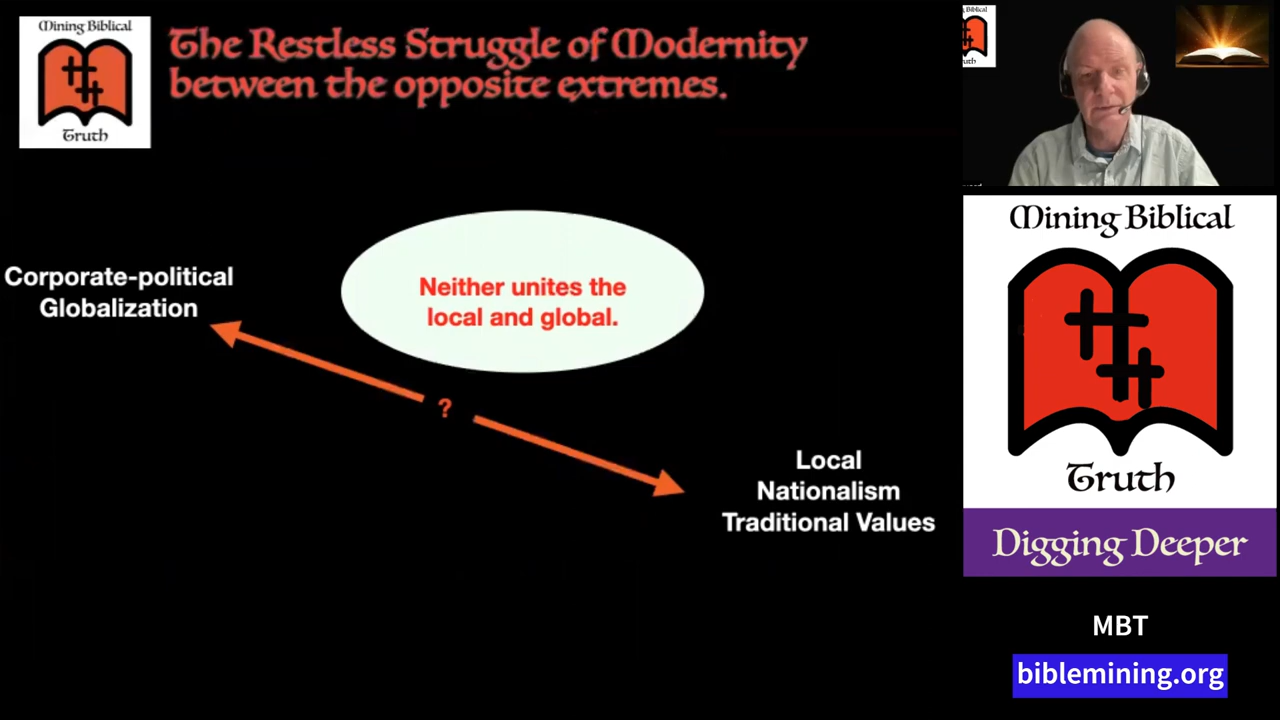 Mining Biblical
Truth
The Restless Struggle of Modernity
between the opposite extremes.
Corporate-political
Globalization
Neither unites the
local and global.
?
Local
Nationalism
Traditional Values
Mining Biblical
Truth
Digging Deeper
MBT
biblemining.org